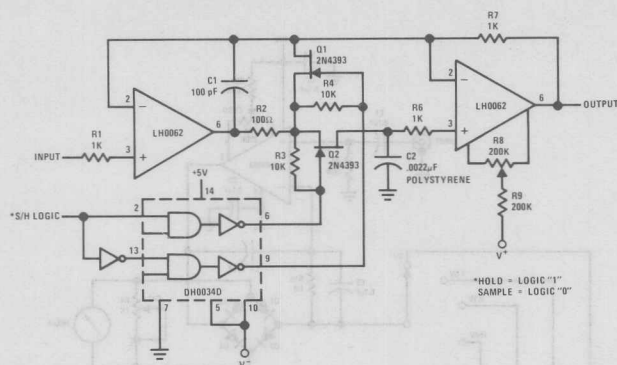 Q1
2N4393
R7
1K
C1
100 pF
R4
10K
2
LH0062
6
R2
100Ω
2
LH0062
6
OUTPUT
R6
1K
3
R1
1K
3
INPUT
R3
10K
Q2
2N4393
C2
.0022µF
POLYSTYRENE
R8
200K
+5V
14
R9
200K
*S/H LOGIC
2
6
13
9
V+
DH0034D
7
5
10
*HOLD = LOGIC "1"
SAMPLE = LOGIC "0"
V−